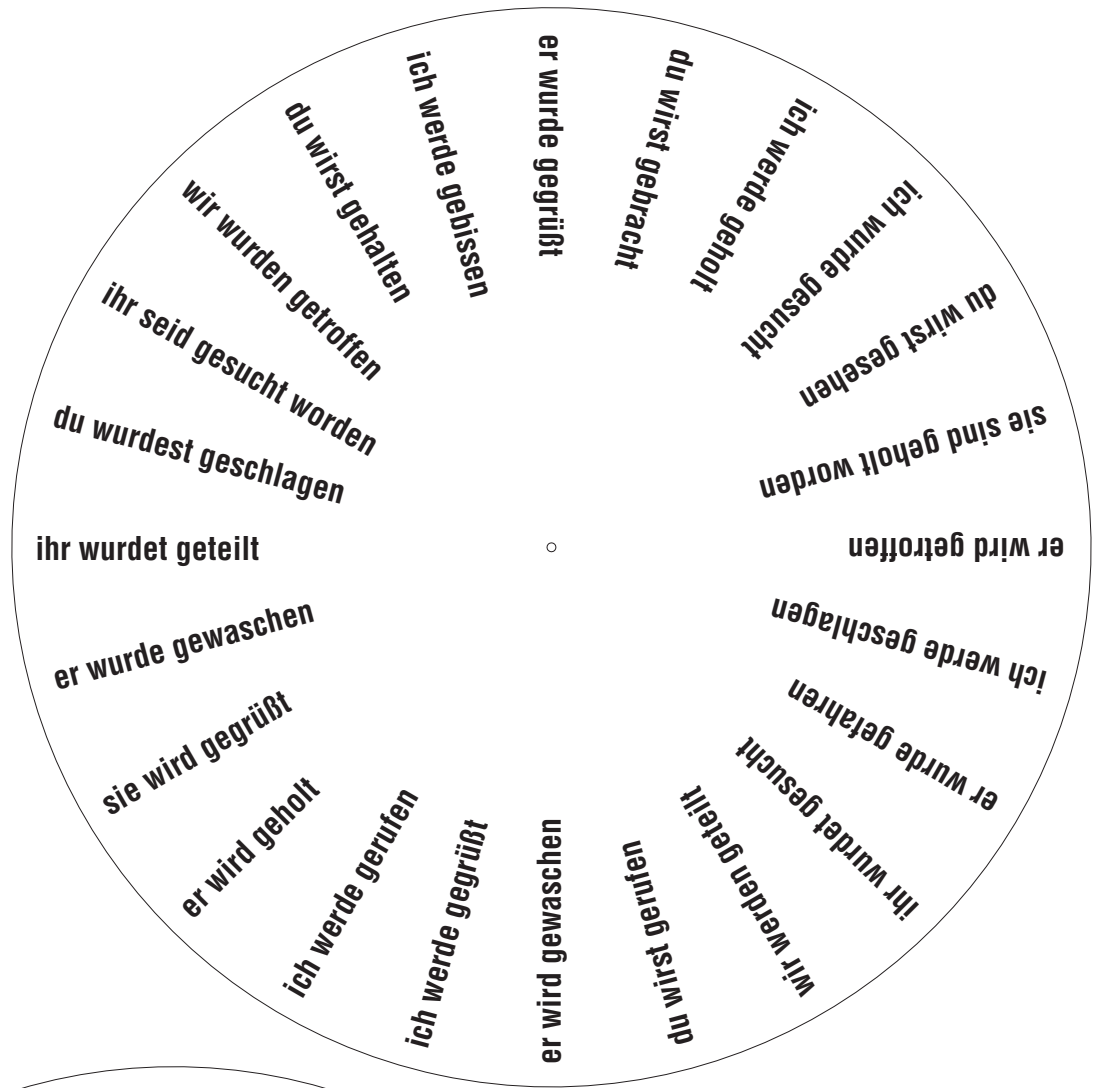 er wurde gegrüßt
du wirst gebracht
ich werde geholt
ich wurde gesucht
du wirst gesehen
sie sind geholt worden
er wird getroffen
ich werde geschlagen
er wurde gefahren
ihr wurdet gesucht
wir werden geteilt
du wirst gerufen
er wird gewaschen
ich werde gegrüßt
ich werde gerufen
er wird geholt
sie wird gegrüßt
er wurde gewaschen
ihr wurdet geteilt
du wurdest geschlagen
ihr seid gesucht worden
wir wurden getroffen
du wirst gehalten
ich werde gebissen